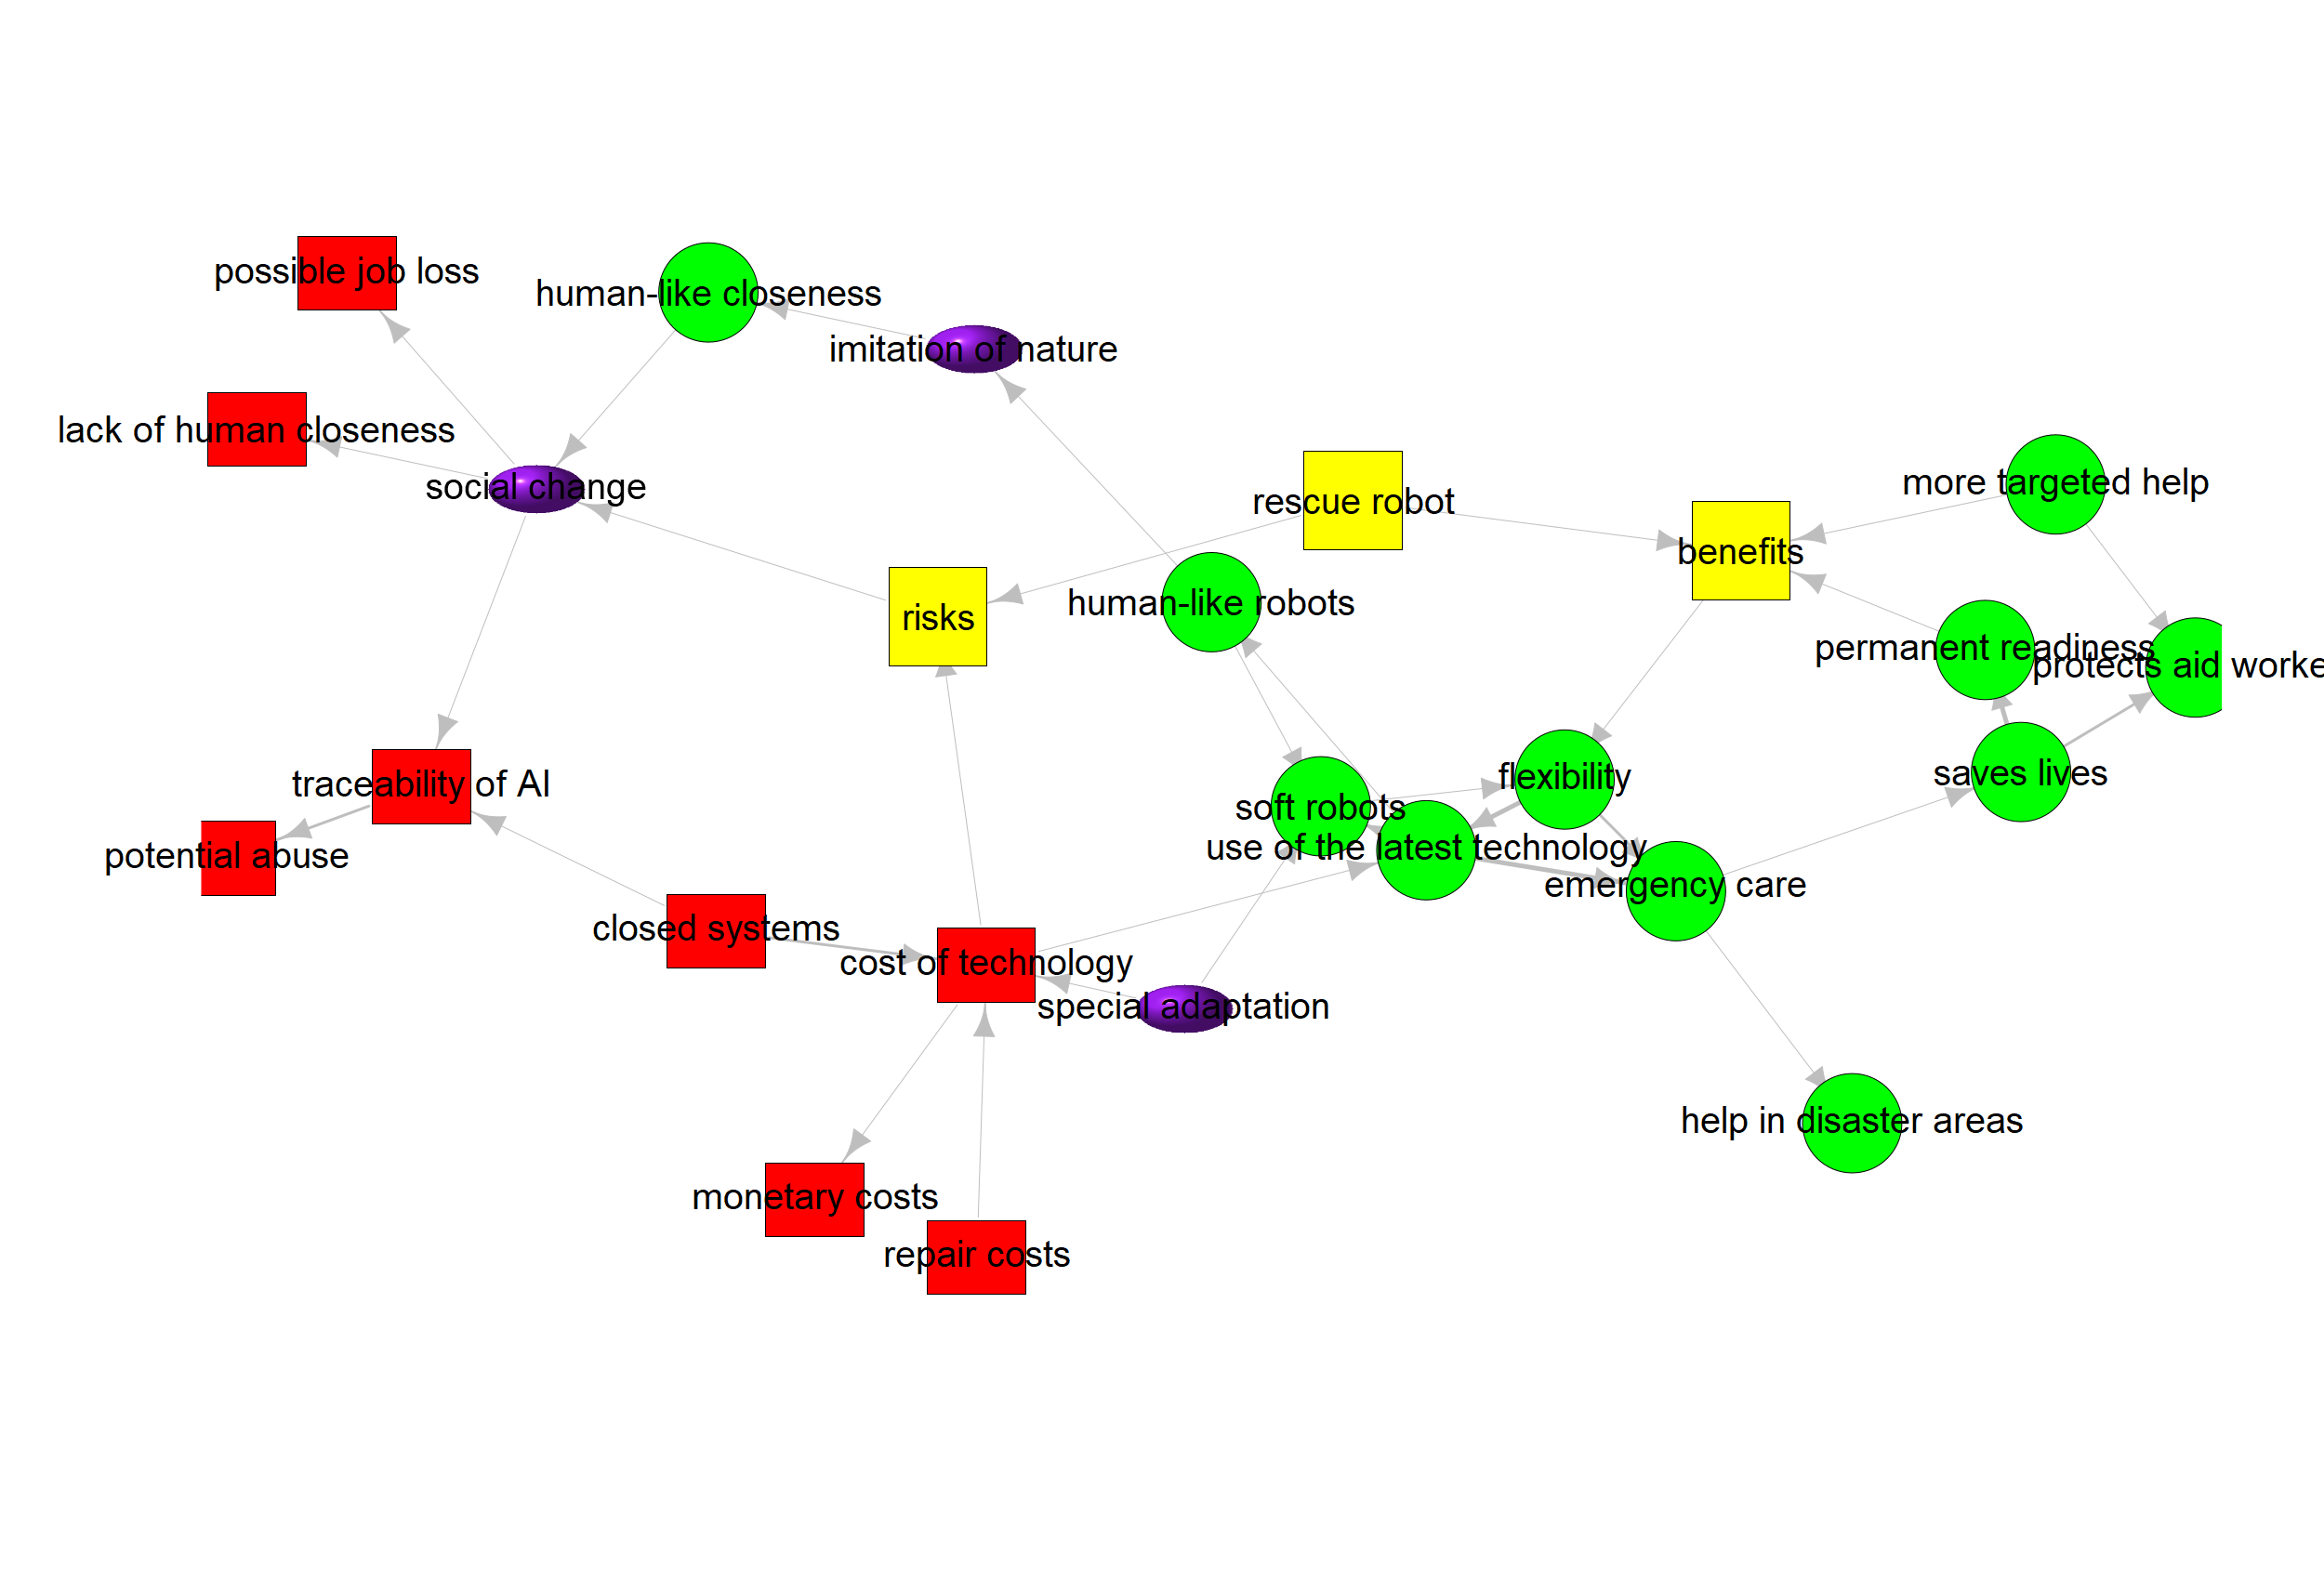 possible job loss
human-like closeness
imitation of nature
lack of human closeness
social change
rescue robot
more targeted help
benefits
risks
human-like robots
permanent readiness
protects aid worke
traceability of AI
flexibility
saves lives
soft robots
use of the latest technology
potential abuse
emergency care
closed systems
cost of technology
special adaptation
help in disaster areas
monetary costs
repair costs